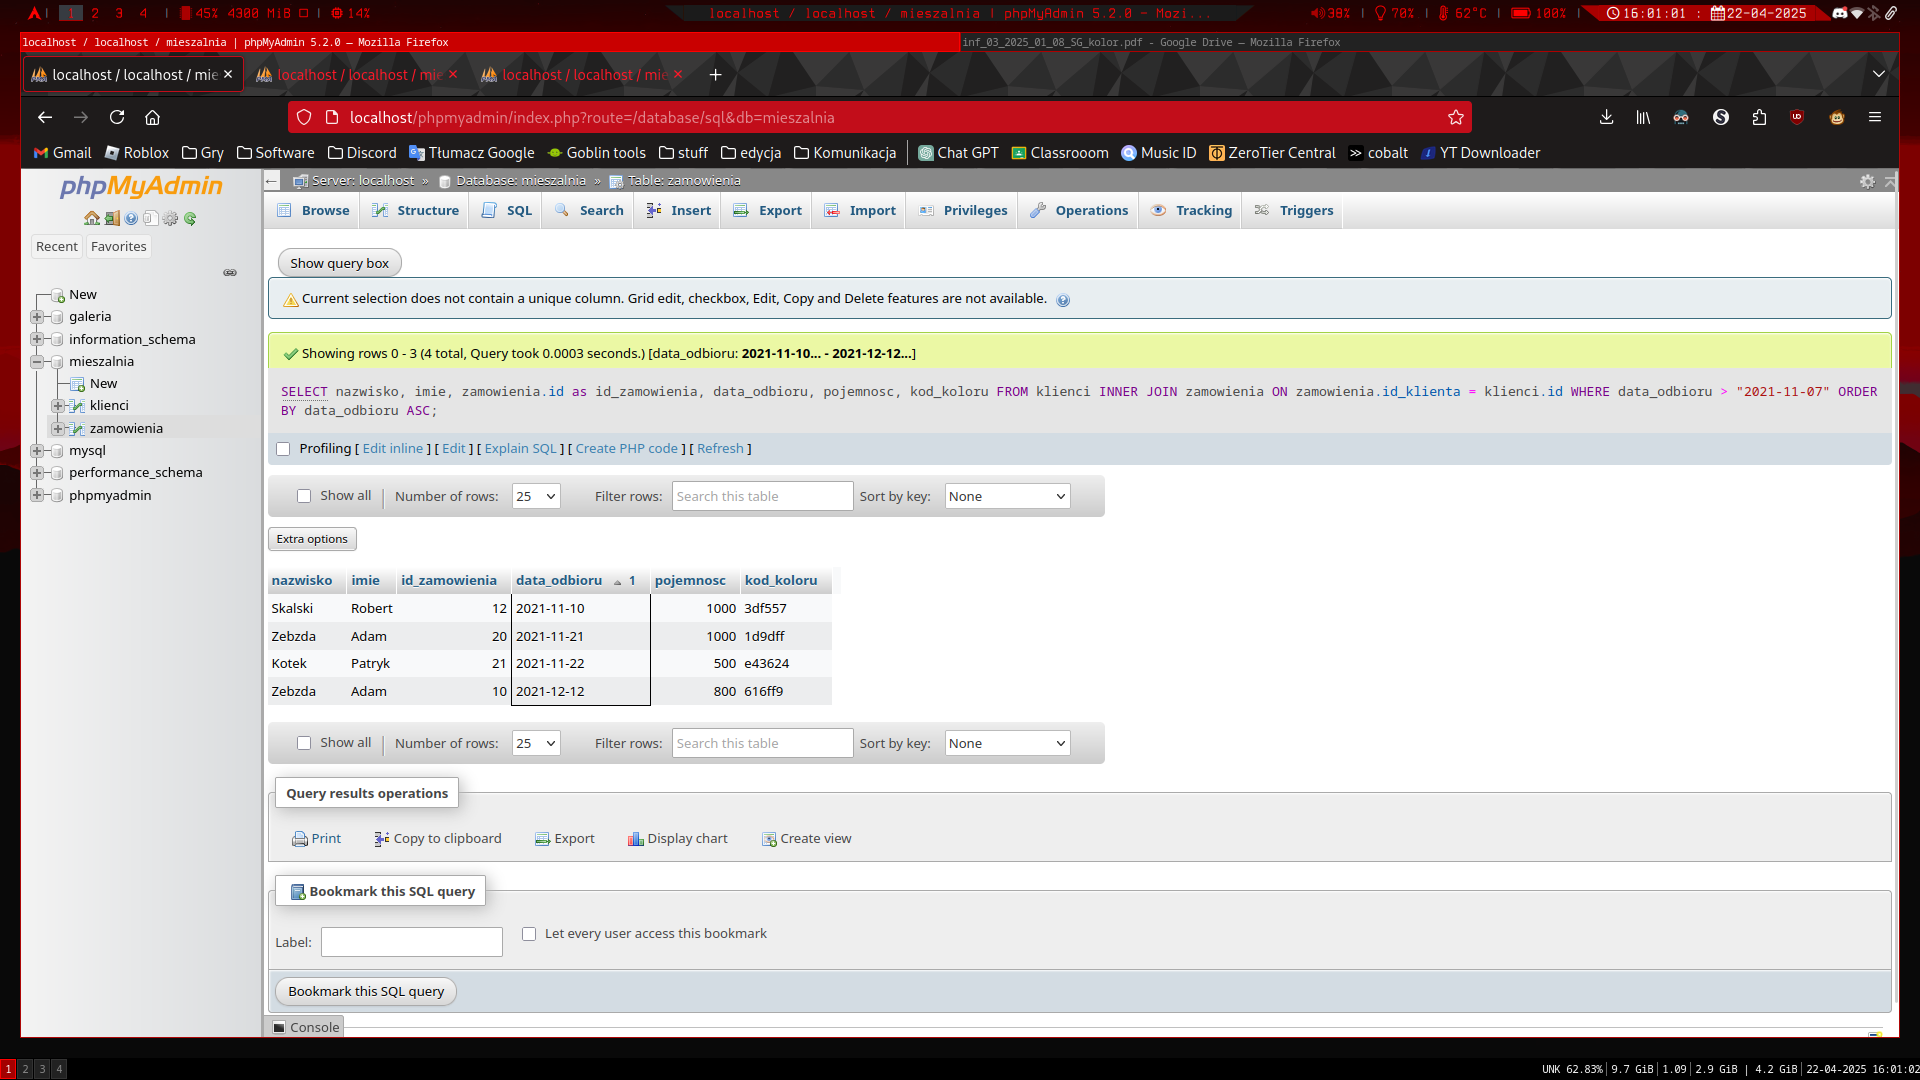 1 2 3 4 45% 4300 MiB 14% localhost / localhost / mieszalnia | phpMyAdmin 5.2.0 – Mozi... 38% 70% 62°C 100% 16:01:01 : 22-04-2025
localhost / localhost / mieszalnia | phpMyAdmin 5.2.0 — Mozilla Firefox
inf_03_2025_01_08_SG_kolor.pdf - Google Drive — Mozilla Firefox
localhost / localhost / mie localhost / localhost / mie localhost / localhost / mie
localhost/phpmyadmin/index.php?route=/database/sql&db=mieszalnia
Gmail Roblox Gry Software Discord Tłumacz Google Goblin tools stuff edycja Komunikacja Chat GPT Classrooom Music ID ZeroTier Central cobalt YT Downloader
phpMyAdmin
Recent Favorites
New
galeria
information_schema
mieszalnia
New
klienci
zamowienia
mysql
performance_schema
phpmyadmin
Server: localhost » Database: mieszalnia » Table: zamowienia
Browse Structure SQL Search Insert Export Import Privileges Operations Tracking Triggers
Show query box
Current selection does not contain a unique column. Grid edit, checkbox, Edit, Copy and Delete features are not available.
Showing rows 0 - 3 (4 total, Query took 0.0003 seconds.) [data_odbioru: 2021-11-10... - 2021-12-12...]
SELECT nazwisko, imie, zamowienia.id as id_zamowienia, data_odbioru, pojemnosc, kod_koloru FROM klienci INNER JOIN zamowienia ON zamowienia.id_klienta = klienci.id WHERE data_odbioru > "2021-11-07" ORDER
BY data_odbioru ASC;
Profiling [ Edit inline ] [ Edit ] [ Explain SQL ] [ Create PHP code ] [ Refresh ]
Show all Number of rows: 25 Filter rows: Search this table Sort by key: None
Extra options
nazwisko imie id_zamowienia data_odbioru 1 pojemnosc kod_koloru
Skalski Robert 12 2021-11-10 1000 3df557
Zebzda Adam 20 2021-11-21 1000 1d9dff
Kotek Patryk 21 2021-11-22 500 e43624
Zebzda Adam 10 2021-12-12 800 616ff9
Show all Number of rows: 25 Filter rows: Search this table Sort by key: None
Query results operations
Print Copy to clipboard Export Display chart Create view
Bookmark this SQL query
Label: Let every user access this bookmark
Bookmark this SQL query
Console
1 2 3 4 UNK 62.83% 9.7 GiB 1.09 2.9 GiB | 4.2 GiB 22-04-2025 16:01:02